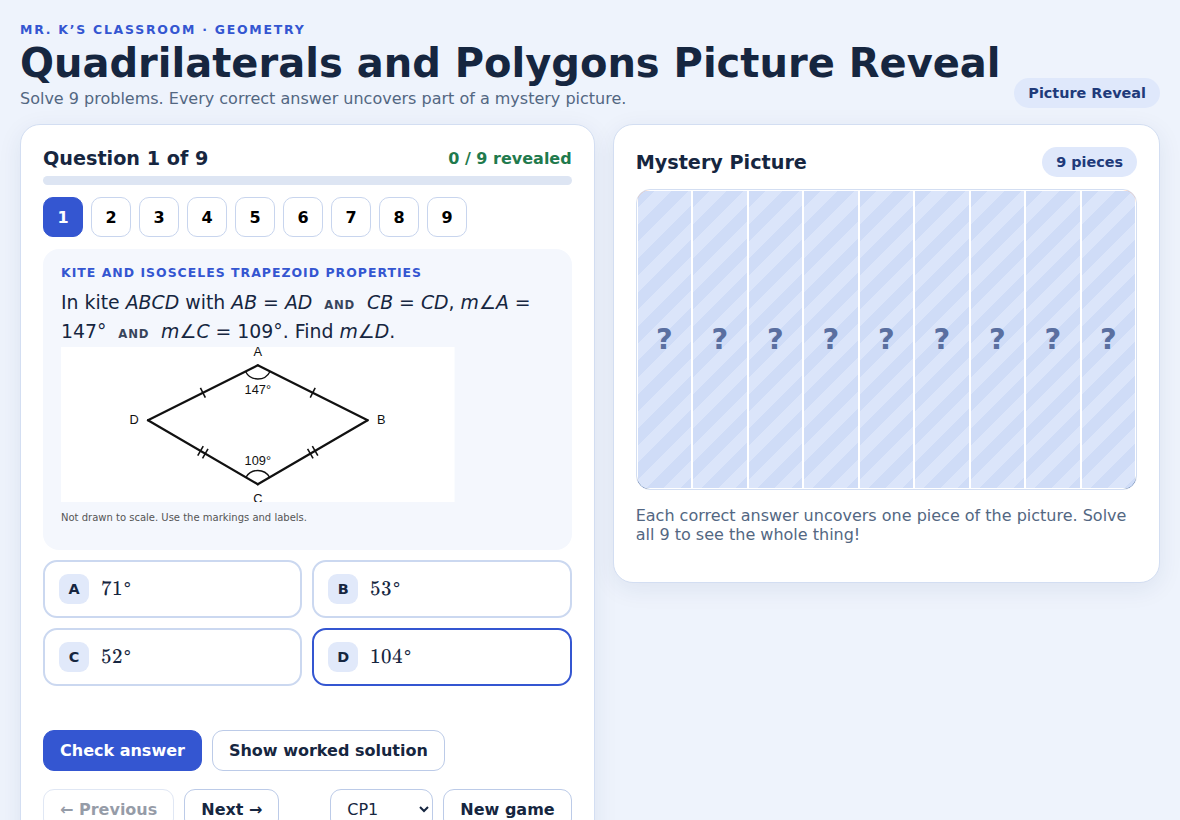 MR. K’S CLASSROOM · GEOMETRY
Quadrilaterals and Polygons Picture Reveal
Solve 9 problems. Every correct answer uncovers part of a mystery picture.
Picture Reveal
Question 1 of 9
0 / 9 revealed
1 2 3 4 5 6 7 8 9
KITE AND ISOSCELES TRAPEZOID PROPERTIES
In kite ABCD with AB = AD AND CB = CD, m∠A =
147° AND m∠C = 109°. Find m∠D.
A
147°
D
B
109°
C
Not drawn to scale. Use the markings and labels.
A 71°
B 53°
C 52°
D 104°
Check answer
Show worked solution
← Previous
Next →
CP1
New game
Mystery Picture
9 pieces
? ? ? ? ? ? ? ? ?
Each correct answer uncovers one piece of the picture. Solve
all 9 to see the whole thing!